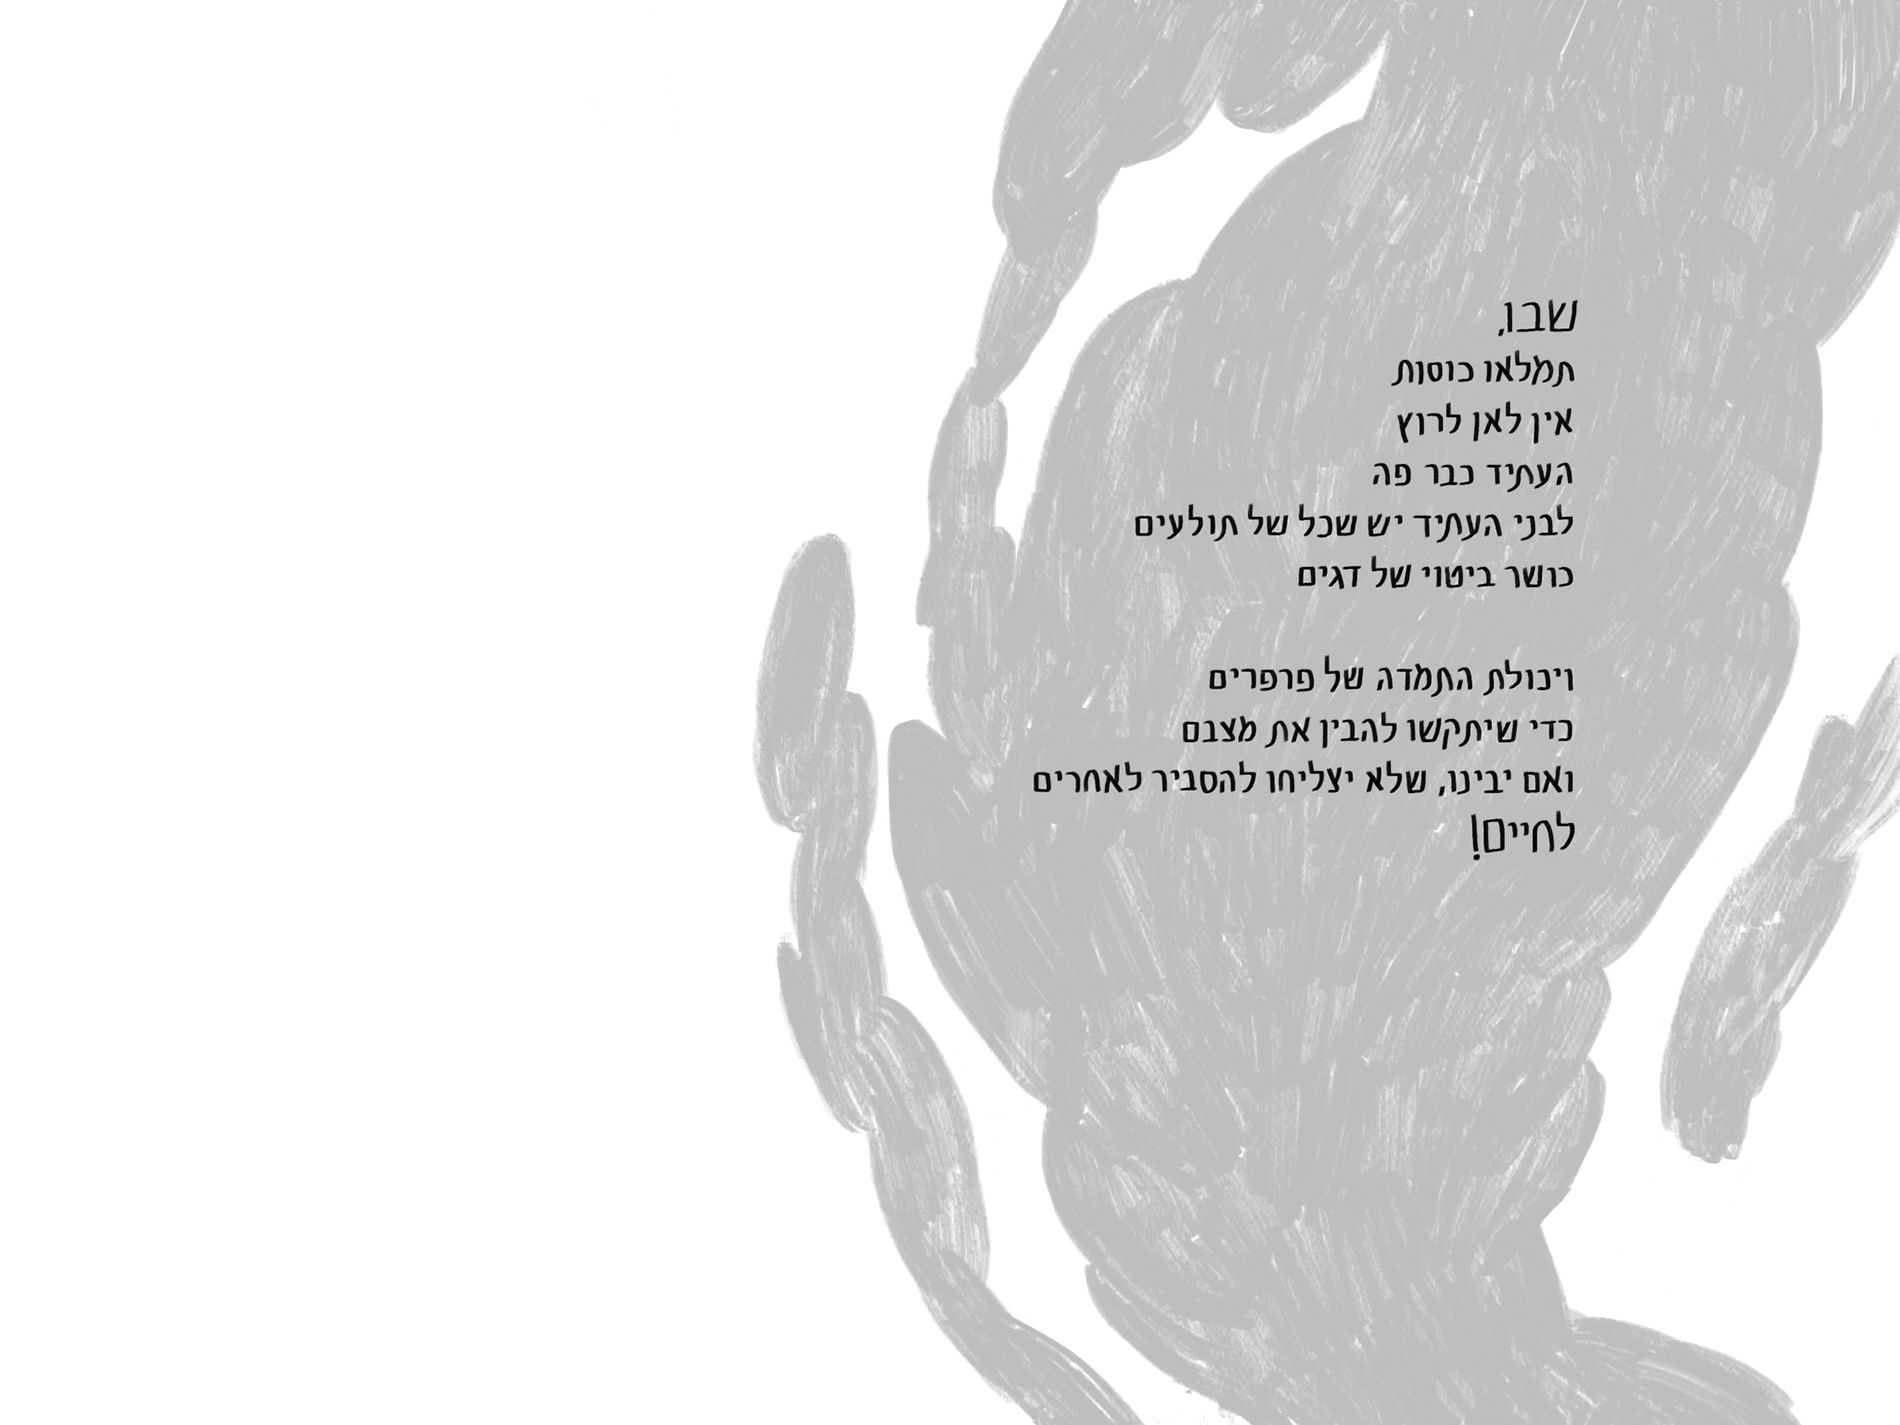 שבו,
תמלאו כוסות
אין לאן לרוץ
העתיד כבר פה
לבני העתיד יש שכל של תולעים
כושר ביטוי של דגים
ויכולת התמדה של פרפרים
כדי שיתקשו להבין את מצבם
ואם יבינו, שלא יצליחו להסביר לאחרים
לחיים!